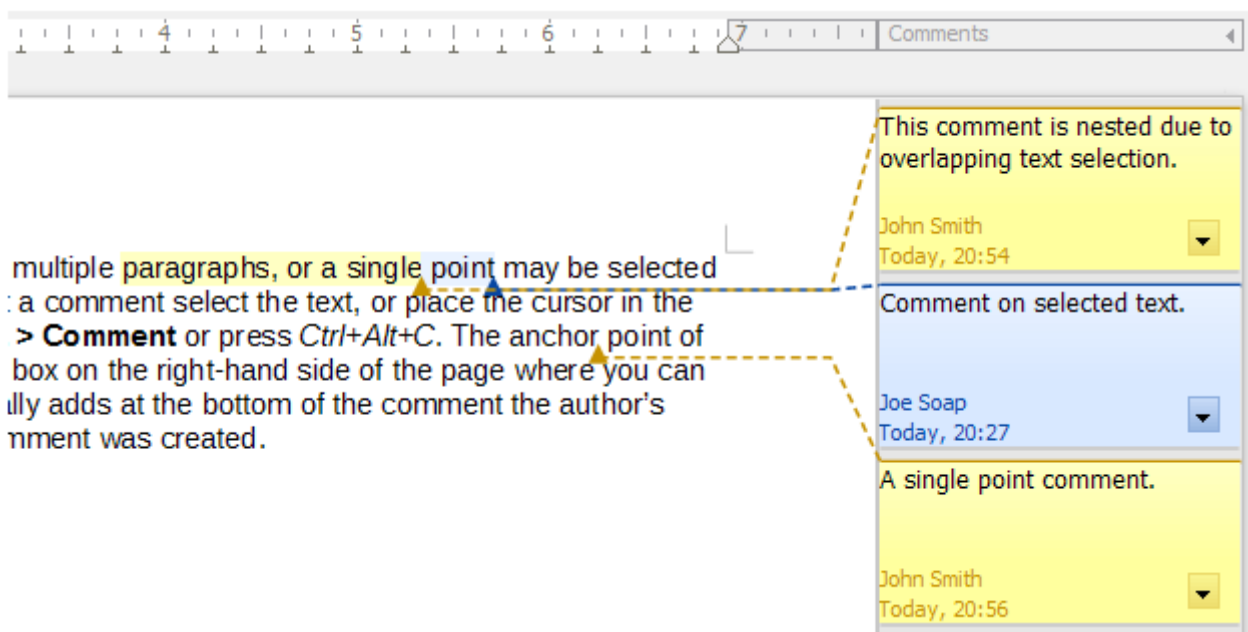 4 5 6 7 Comments
multiple paragraphs, or a single point may be selected
a comment select the text, or place the cursor in the
> Comment or press Ctrl+Alt+C. The anchor point of
box on the right-hand side of the page where you can
adds at the bottom of the comment the author's
was created.
This comment is nested due to
overlapping text selection.
John Smith
Today, 20:54
Comment on selected text.
Joe Soap
Today, 20:27
A single point comment.
John Smith
Today, 20:56